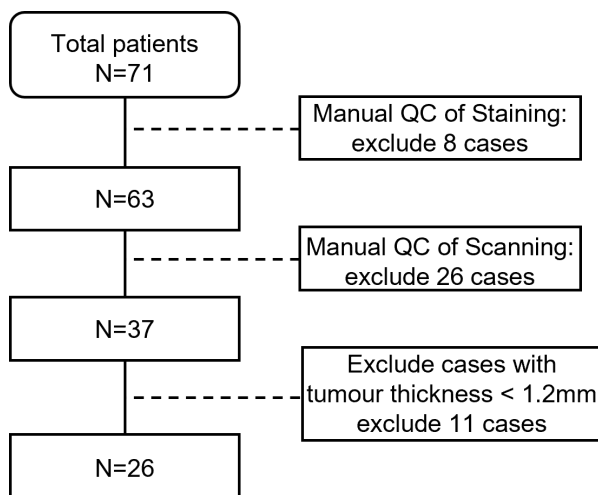 Total patients
N=71
Manual QC of Staining:
exclude 8 cases
N=63
Manual QC of Scanning:
exclude 26 cases
N=37
Exclude cases with
tumour thickness < 1.2mm
exclude 11 cases
N=26